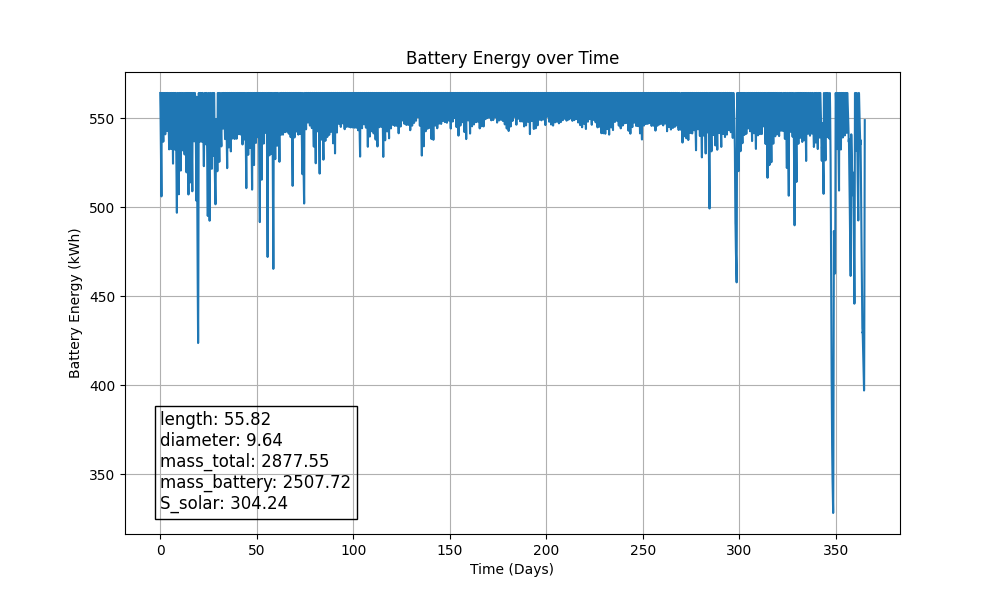 Battery Energy over Time
Battery Energy (kWh)
550
500
450
400
350
length: 55.82
diameter: 9.64
mass_total: 2877.55
mass_battery: 2507.72
S_solar: 304.24
0 50 100 150 200 250 300 350
Time (Days)